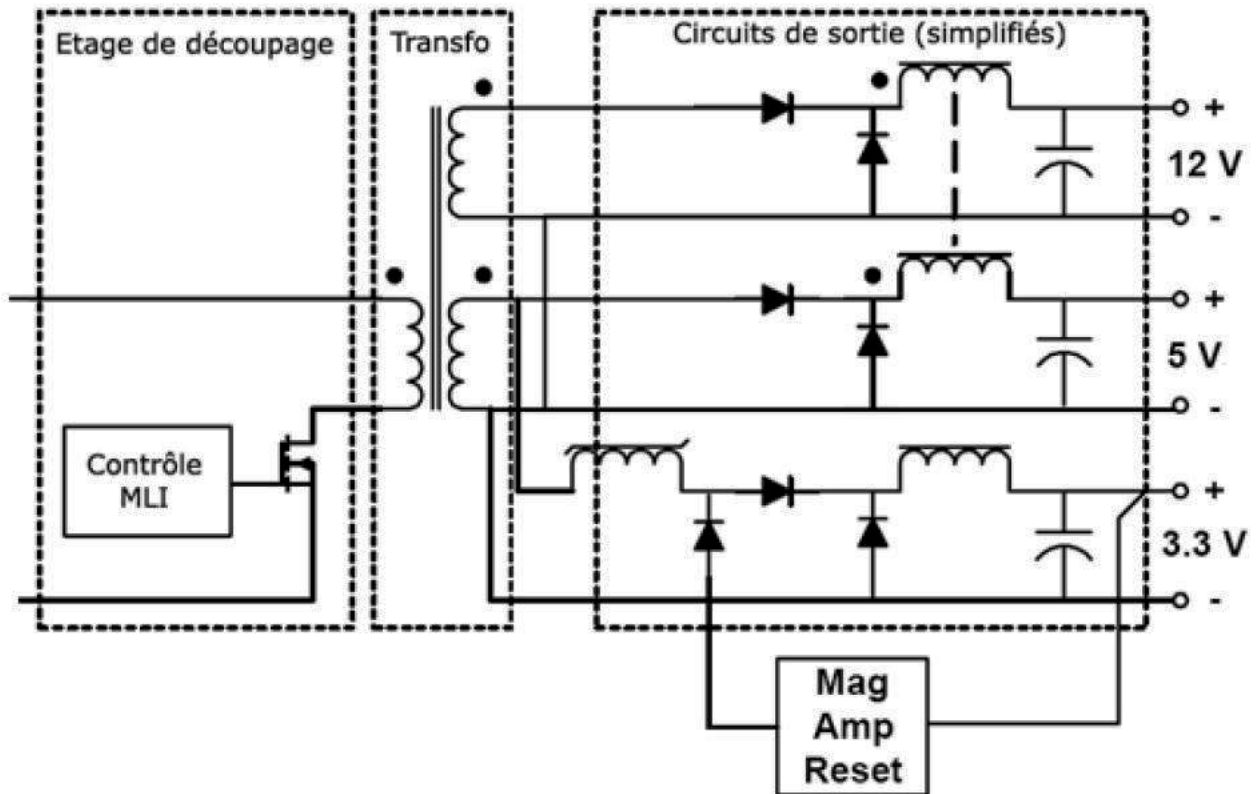 Etage de découpage
Transfo
Circuits de sortie (simplifiés)
+
12 V
-
+
5 V
-
Contrôle
MLI
+
3.3 V
-
Mag
Amp
Reset